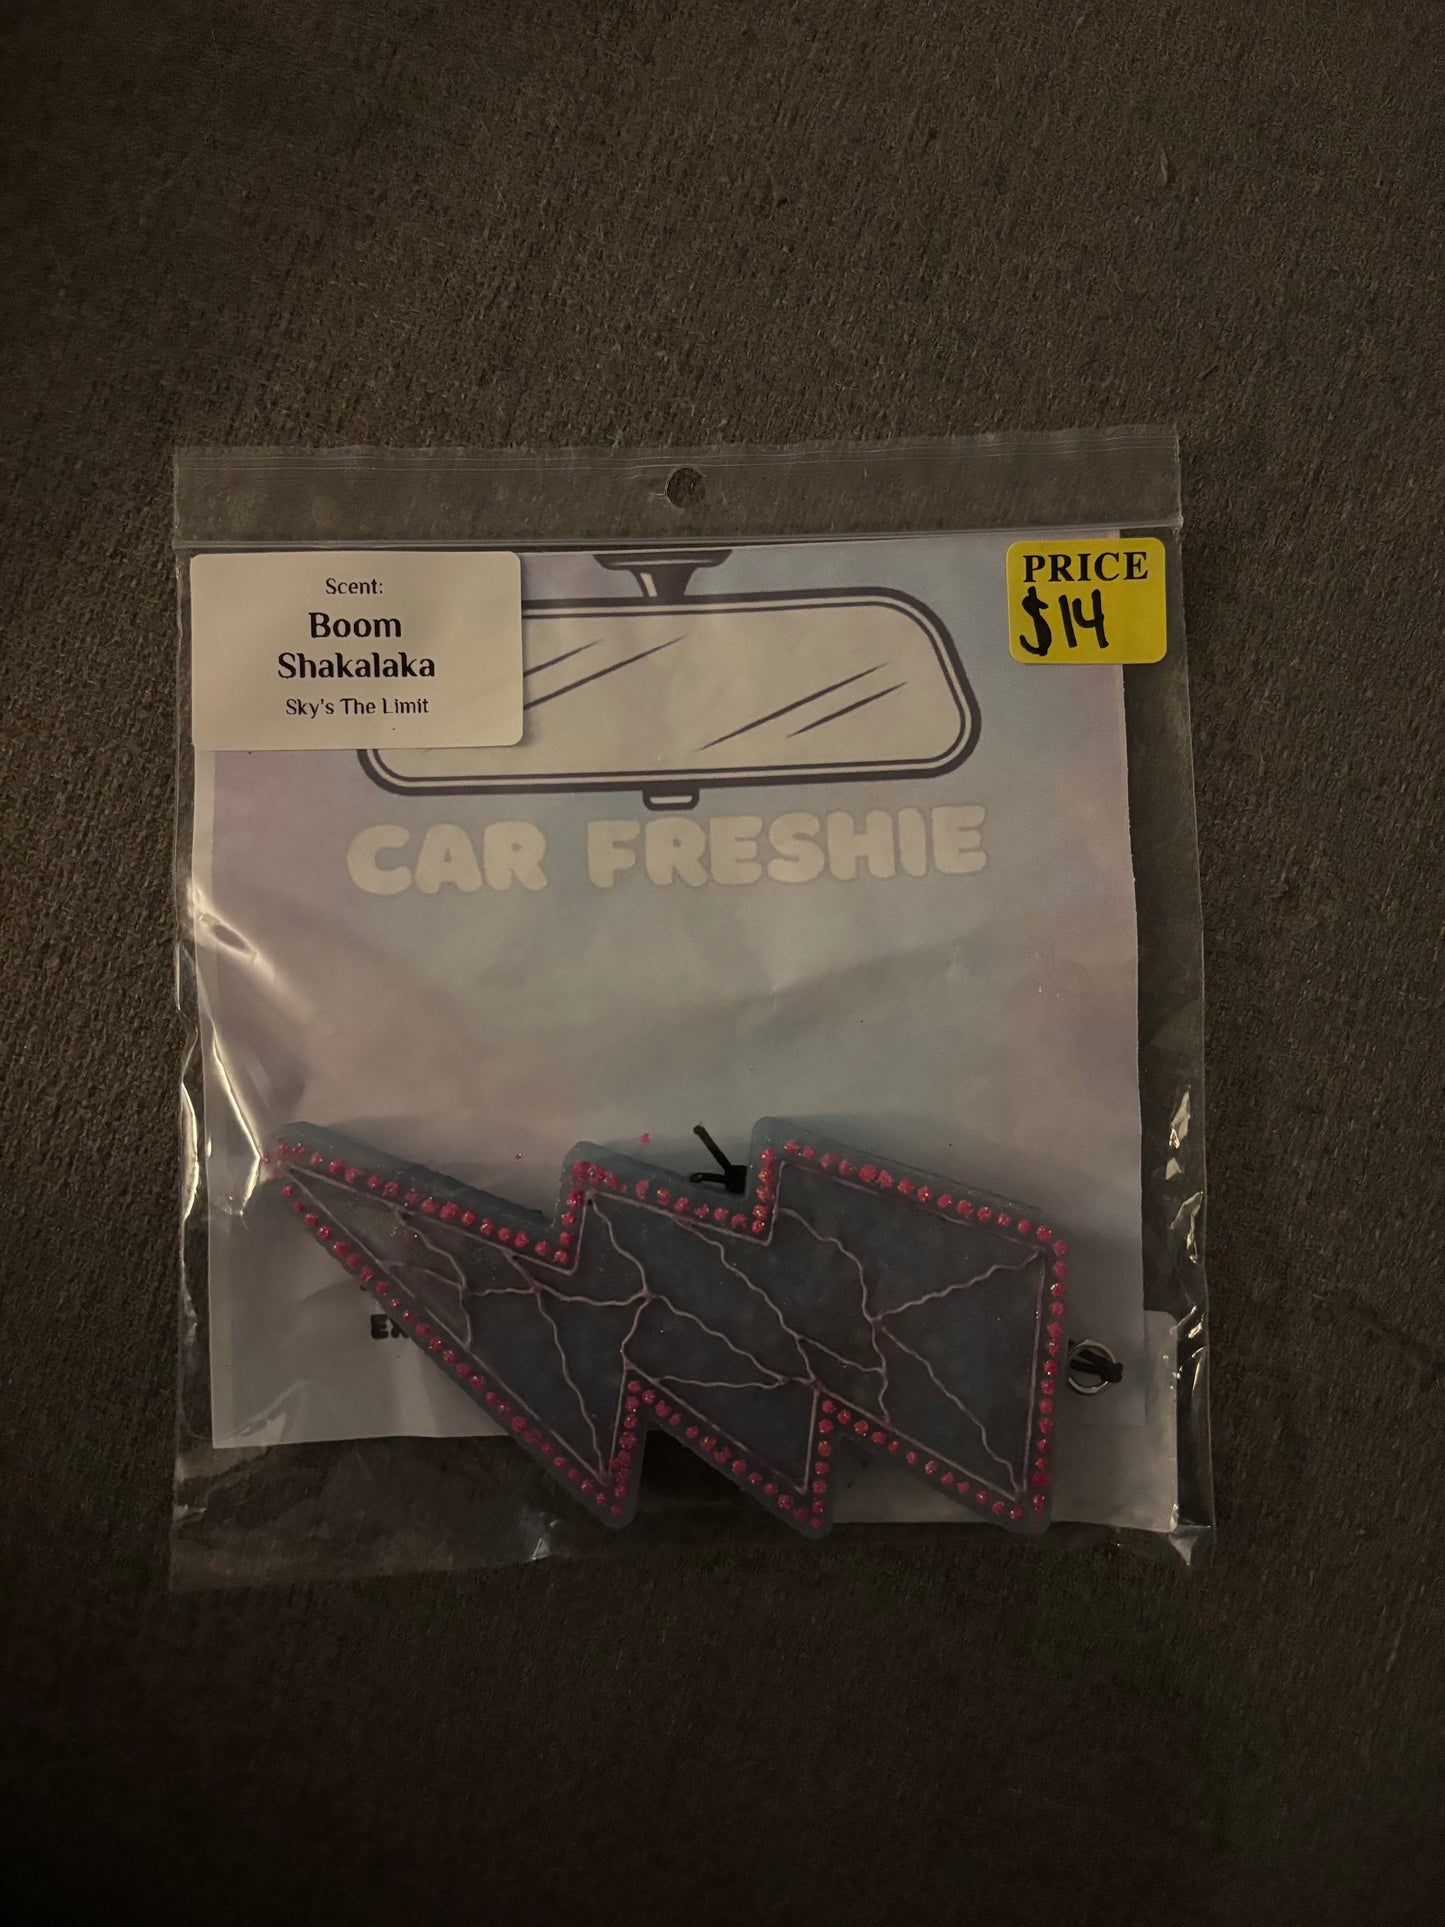 Scent:
Boom
Shakalaka
Sky's The Limit
PRICE
$14
CAR FRESHIE